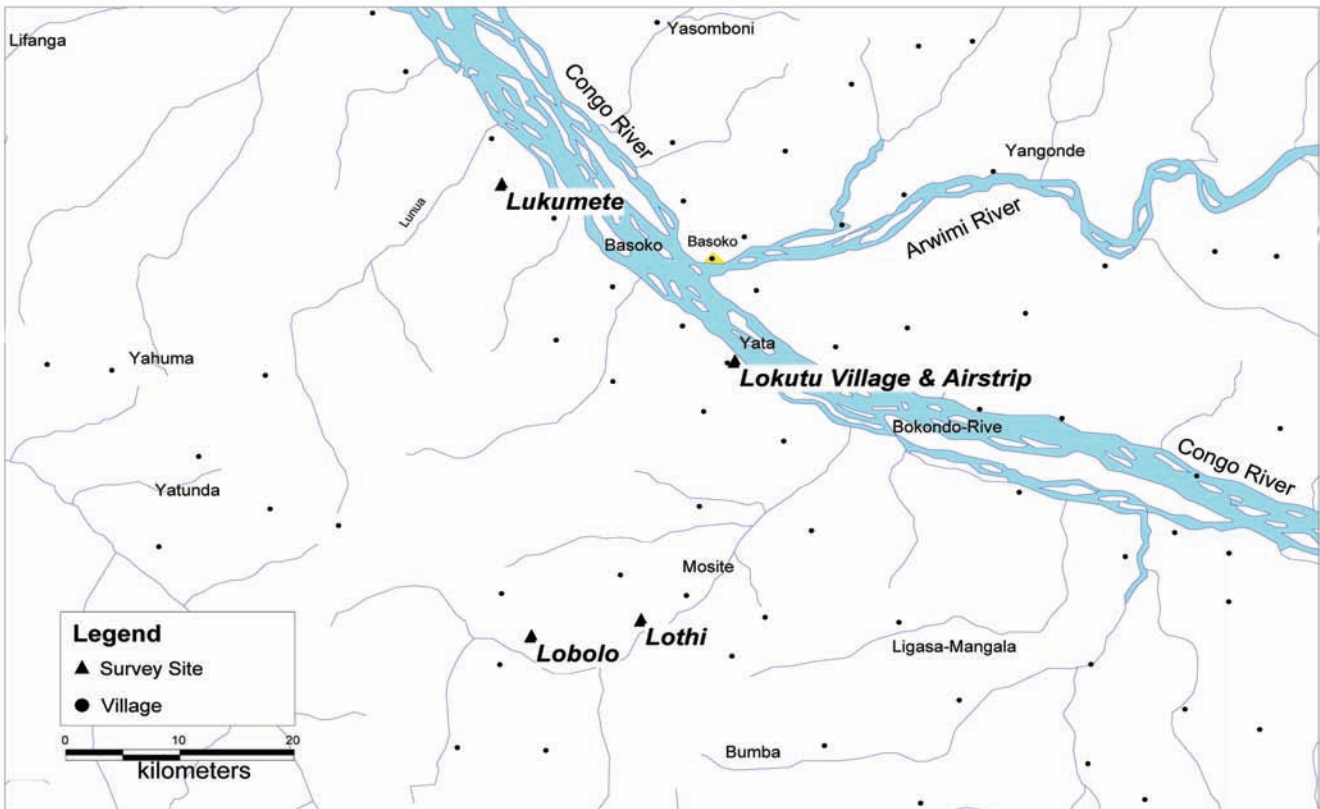 Lifanga
Yasomboni
Congo River
Yangonde
Lukumete
Lunua
Arwimi River
Basoko
Basoko
Yata
Yahuma
Lokutu Village & Airstrip
Bokondo-Rive
Congo River
Yatunda
Mosite
Legend
Survey Site
Village
Lothi
Lobolo
Ligasa-Mangala
0 10 20
kilometers
Bumba